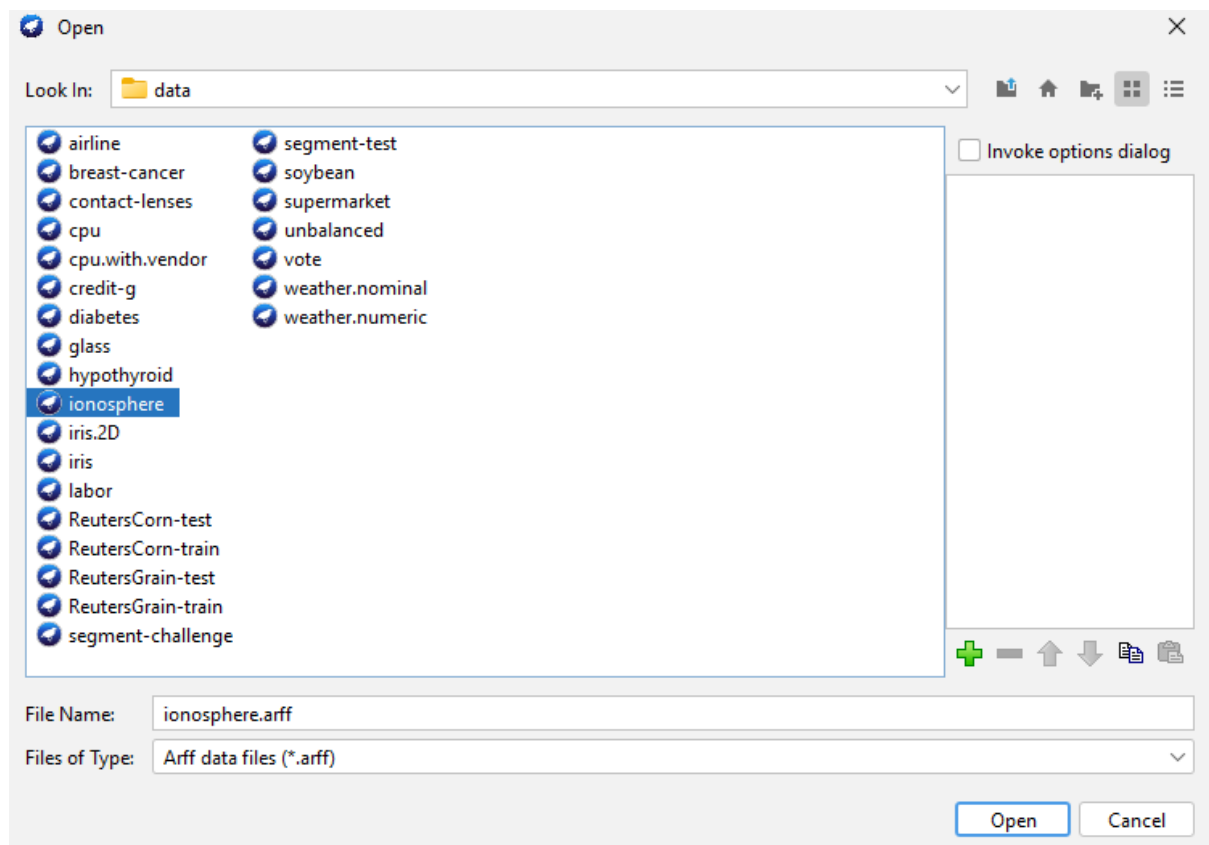 Open
Look In: data
airline
breast-cancer
contact-lenses
cpu
cpu.with.vendor
credit-g
diabetes
glass
hypothyroid
ionosphere
iris.2D
iris
labor
ReutersCorn-test
ReutersCorn-train
ReutersGrain-test
ReutersGrain-train
segment-challenge
segment-test
soybean
supermarket
unbalanced
vote
weather.nominal
weather.numeric
Invoke options dialog
File Name: ionosphere.arff
Files of Type: Arff data files (*.arff)
Open Cancel